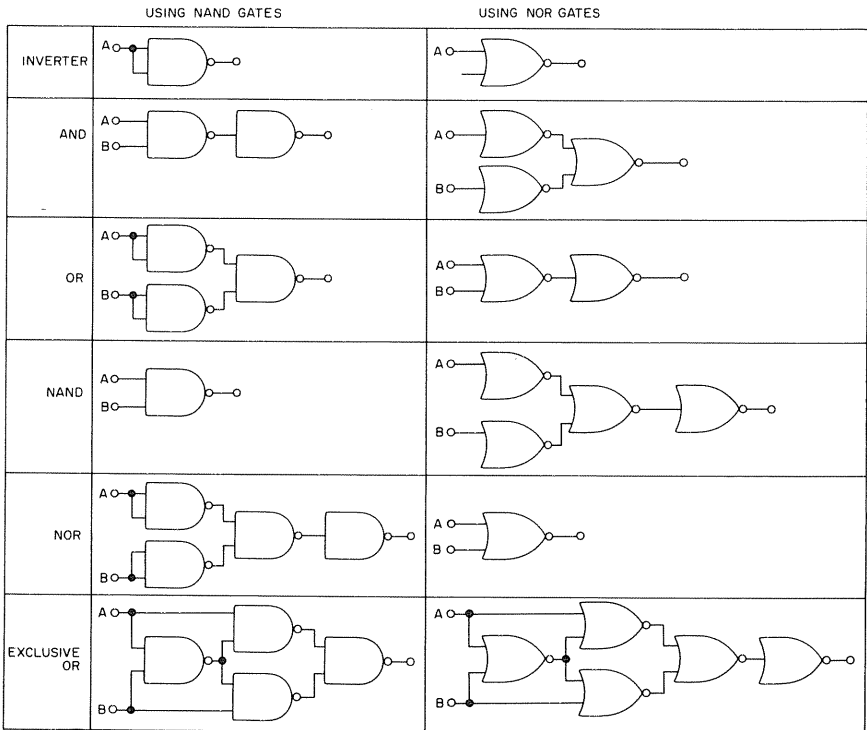 USING NAND GATES
USING NOR GATES
INVERTER
A
A
AND
A
B
A
B
OR
A
B
A
B
NAND
A
B
A
B
NOR
A
B
A
B
EXCLUSIVE
OR
A
B
A
B